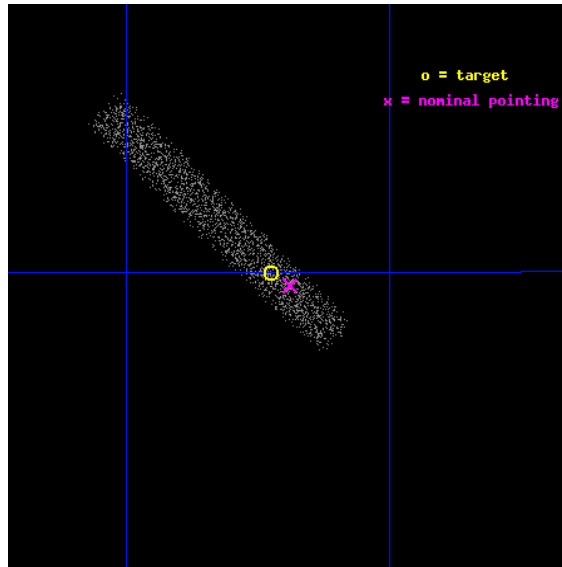 o = target
x = nominal pointing